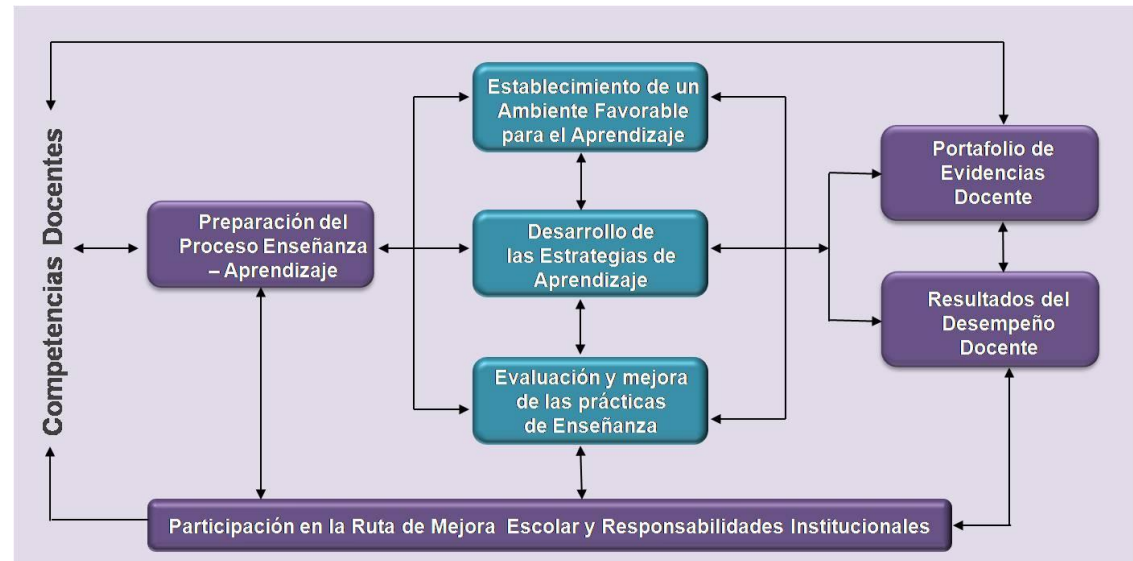 Competencias Docentes
Preparación del
Proceso Enseñanza
– Aprendizaje
Establecimiento de un
Ambiente Favorable
para el Aprendizaje
Desarrollo de
las Estrategias de
Aprendizaje
Evaluación y mejora
de las prácticas
de Enseñanza
Portafolio de
Evidencias
Docente
Resultados del
Desempeño
Docente
Participación en la Ruta de Mejora Escolar y Responsabilidades Institucionales